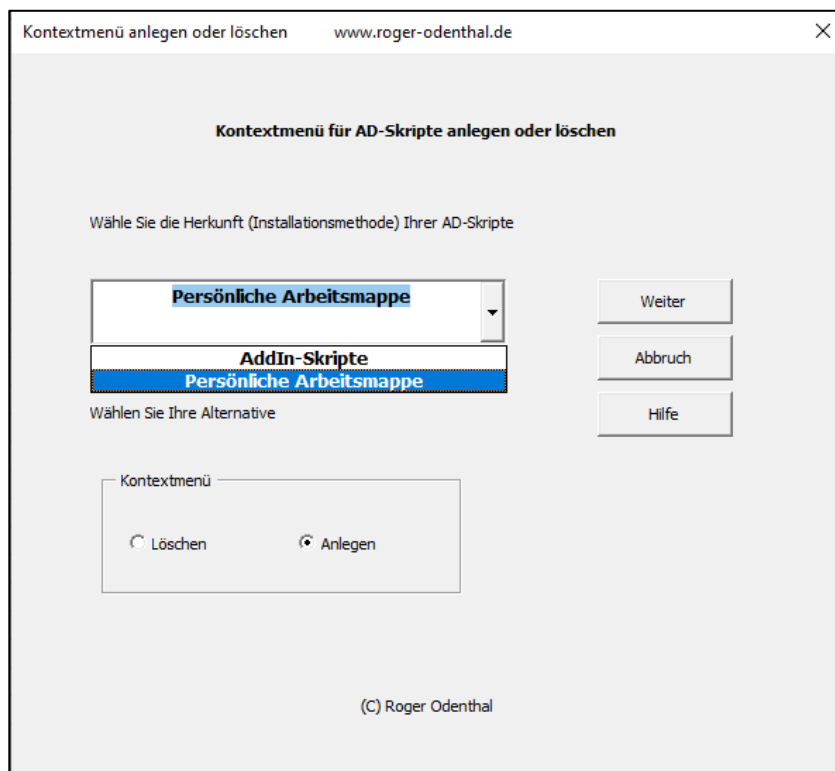 Kontextmenü anlegen oder löschen www.roger-odenthal.de
Kontextmenü für AD-Skripte anlegen oder löschen
Wähle Sie die Herkunft (Installationsmethode) Ihrer AD-Skripte
Persönliche Arbeitsmappe
Weiter
AddIn-Skripte
Abbruch
Persönliche Arbeitsmappe
Wählen Sie Ihre Alternative
Hilfe
Kontextmenü
Löschen Anlegen
(C) Roger Odenthal